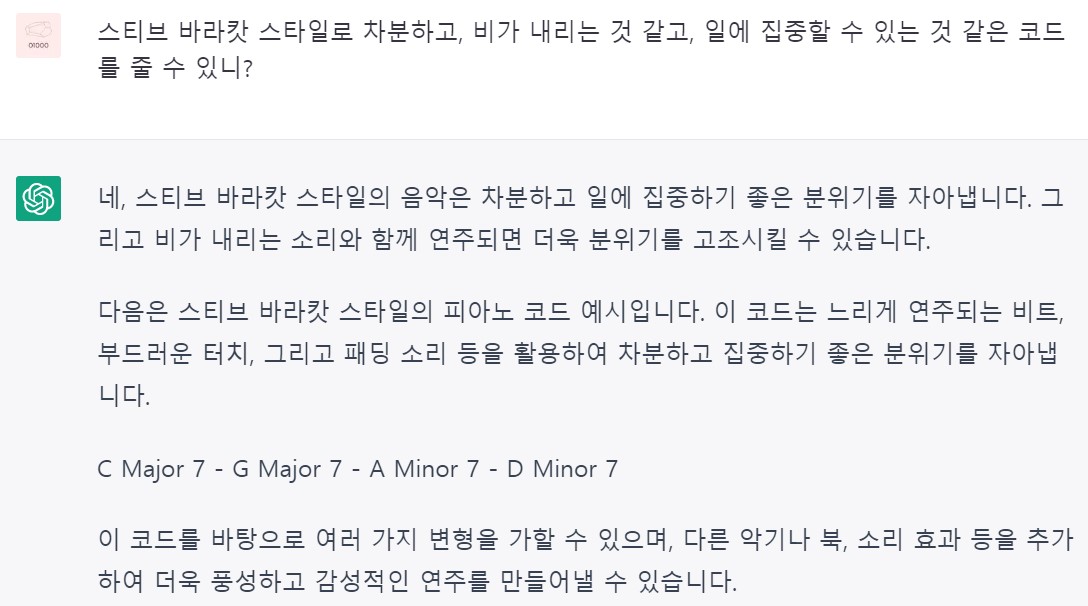 스티브 바라캇 스타일로 차분하고, 비가 내리는 것 같고, 일에 집중할 수 있는 것 같은 코드
를 줄 수 있니?
01000
네, 스티브 바라캇 스타일의 음악은 차분하고 일에 집중하기 좋은 분위기를 자아냅니다. 그
리고 비가 내리는 소리와 함께 연주되면 더욱 분위기를 고조시킬 수 있습니다.
다음은 스티브 바라캇 스타일의 피아노 코드 예시입니다. 이 코드는 느리게 연주되는 비트,
부드러운 터치, 그리고 패딩 소리 등을 활용하여 차분하고 집중하기 좋은 분위기를 자아냅
니다.
C Major 7 - G Major 7 - A Minor 7 - D Minor 7
이 코드를 바탕으로 여러 가지 변형을 가할 수 있으며, 다른 악기나 북, 소리 효과 등을 추가
하여 더욱 풍성하고 감성적인 연주를 만들어낼 수 있습니다.